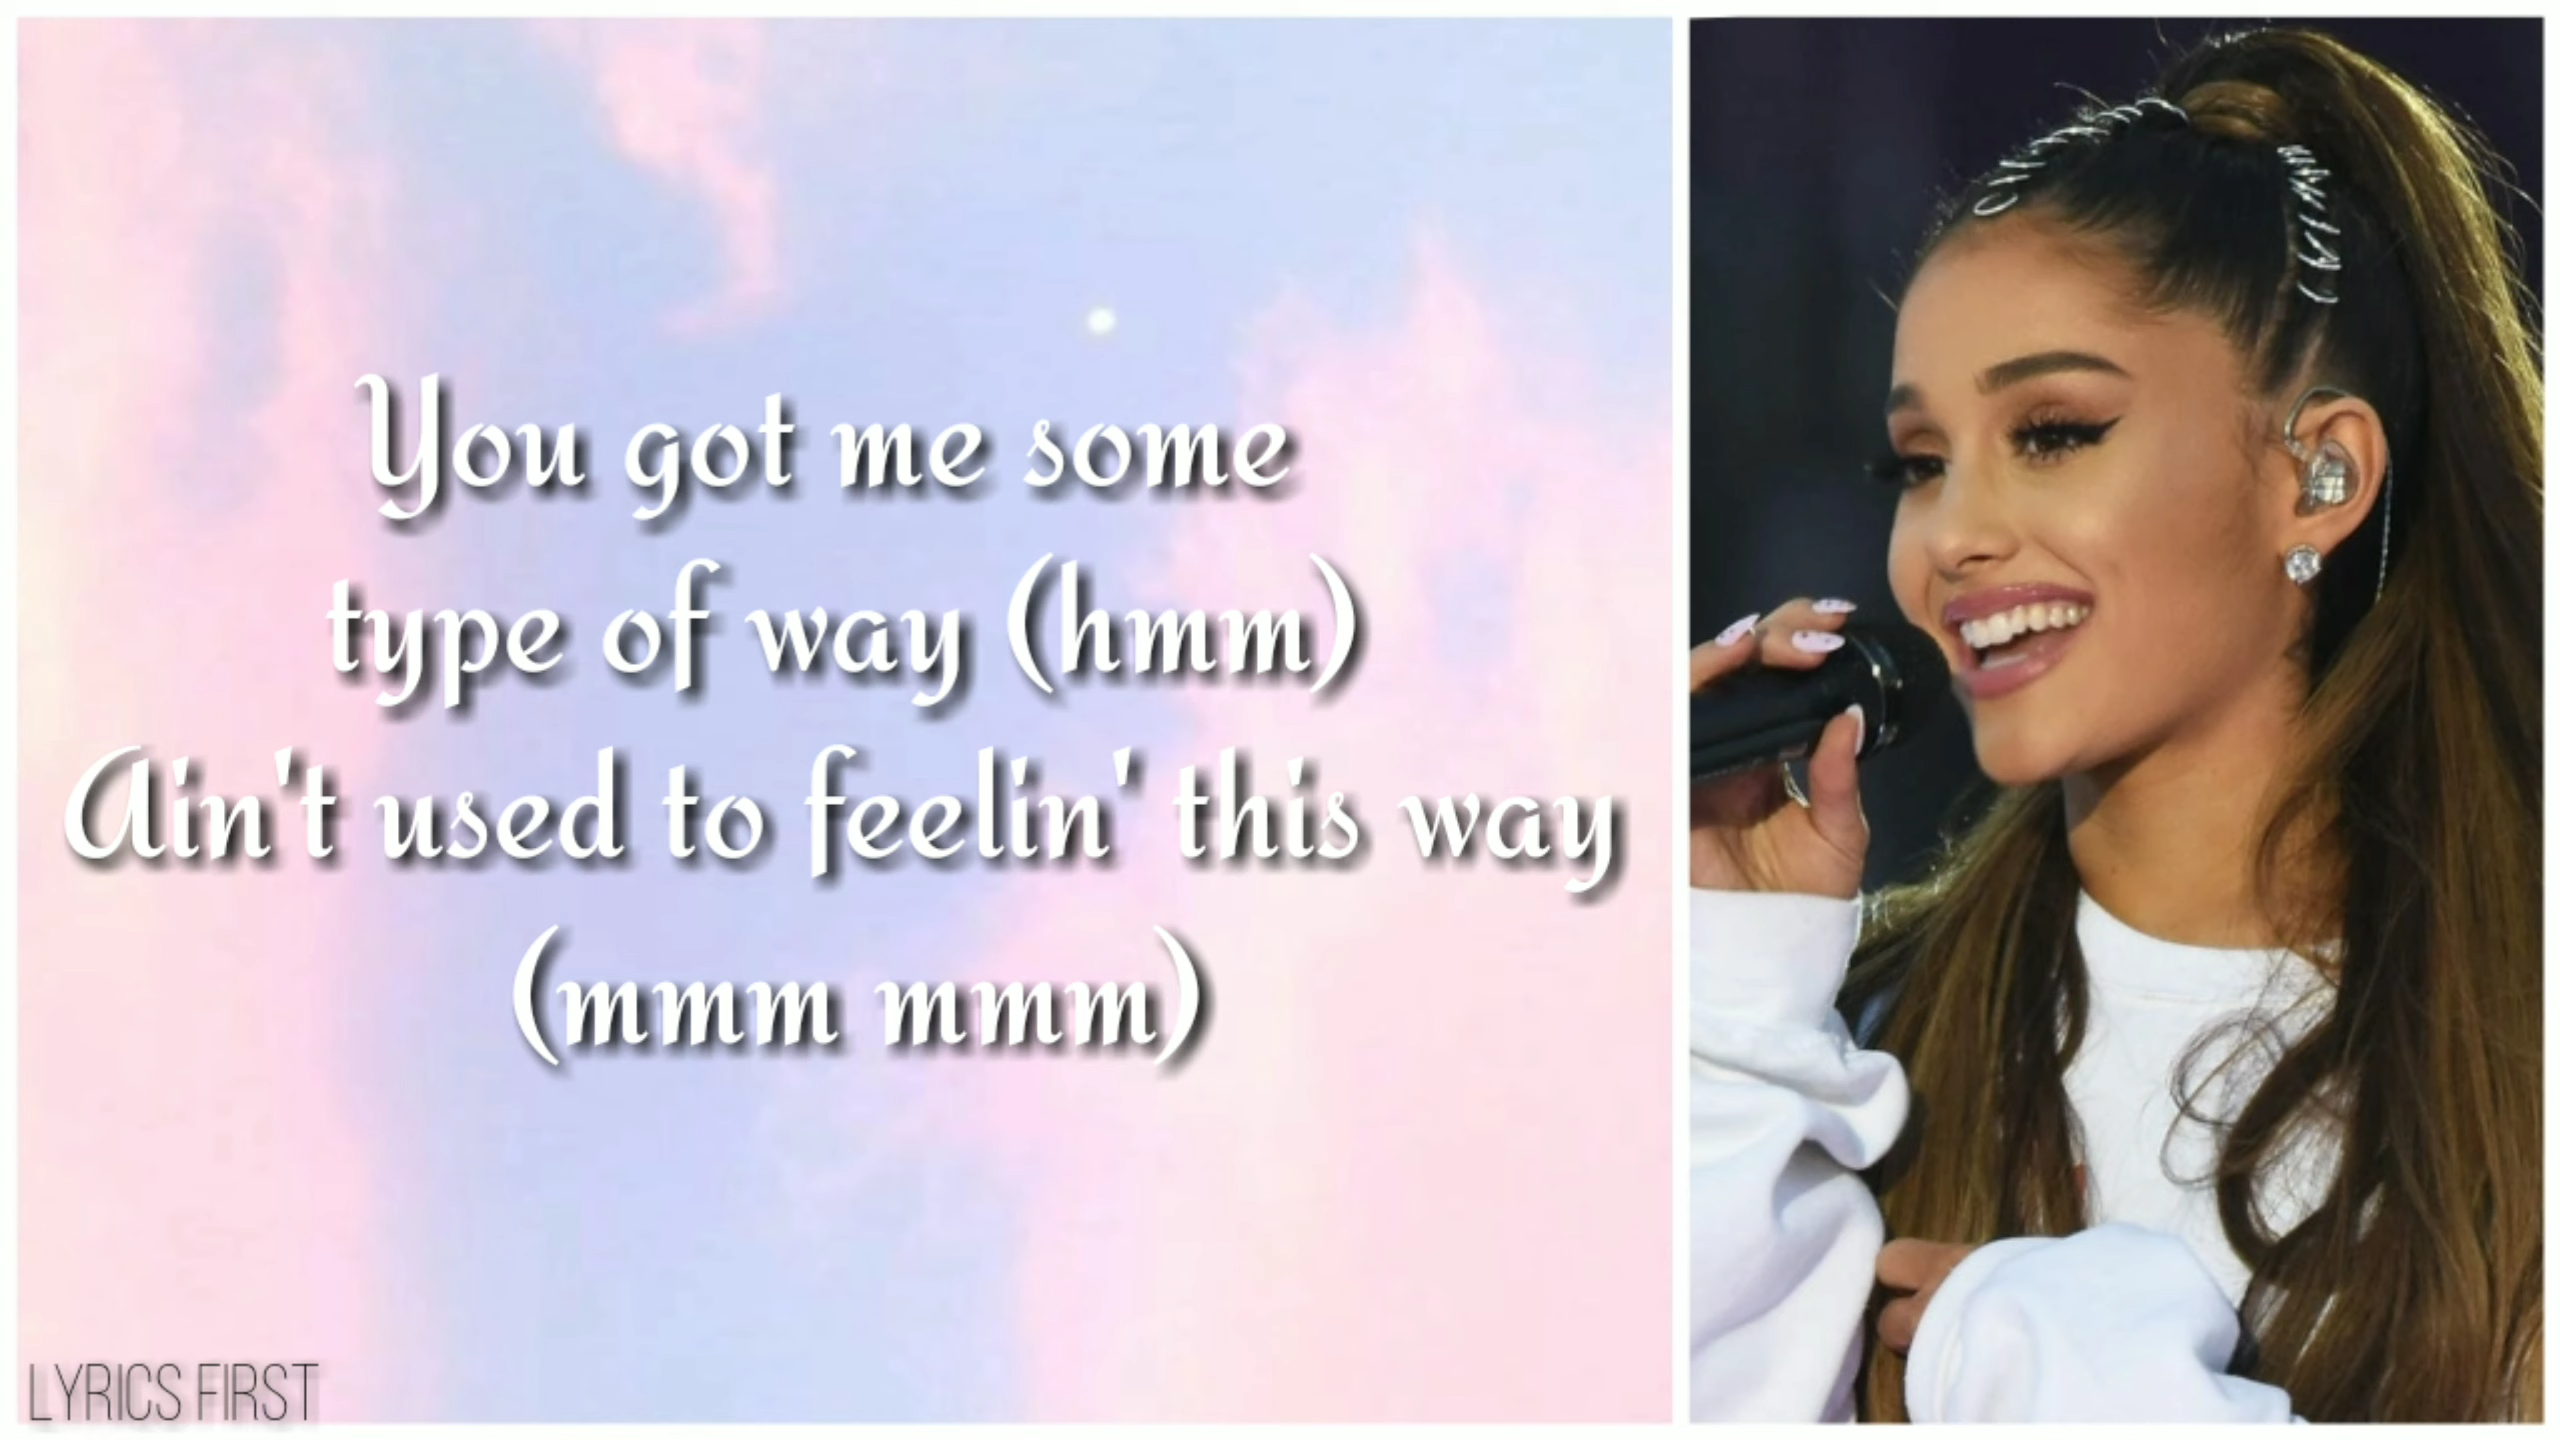 You got me some
type of way (hmm)
Ain't used to feelin' this way
(mmm mmm)
LYRICS FIRST